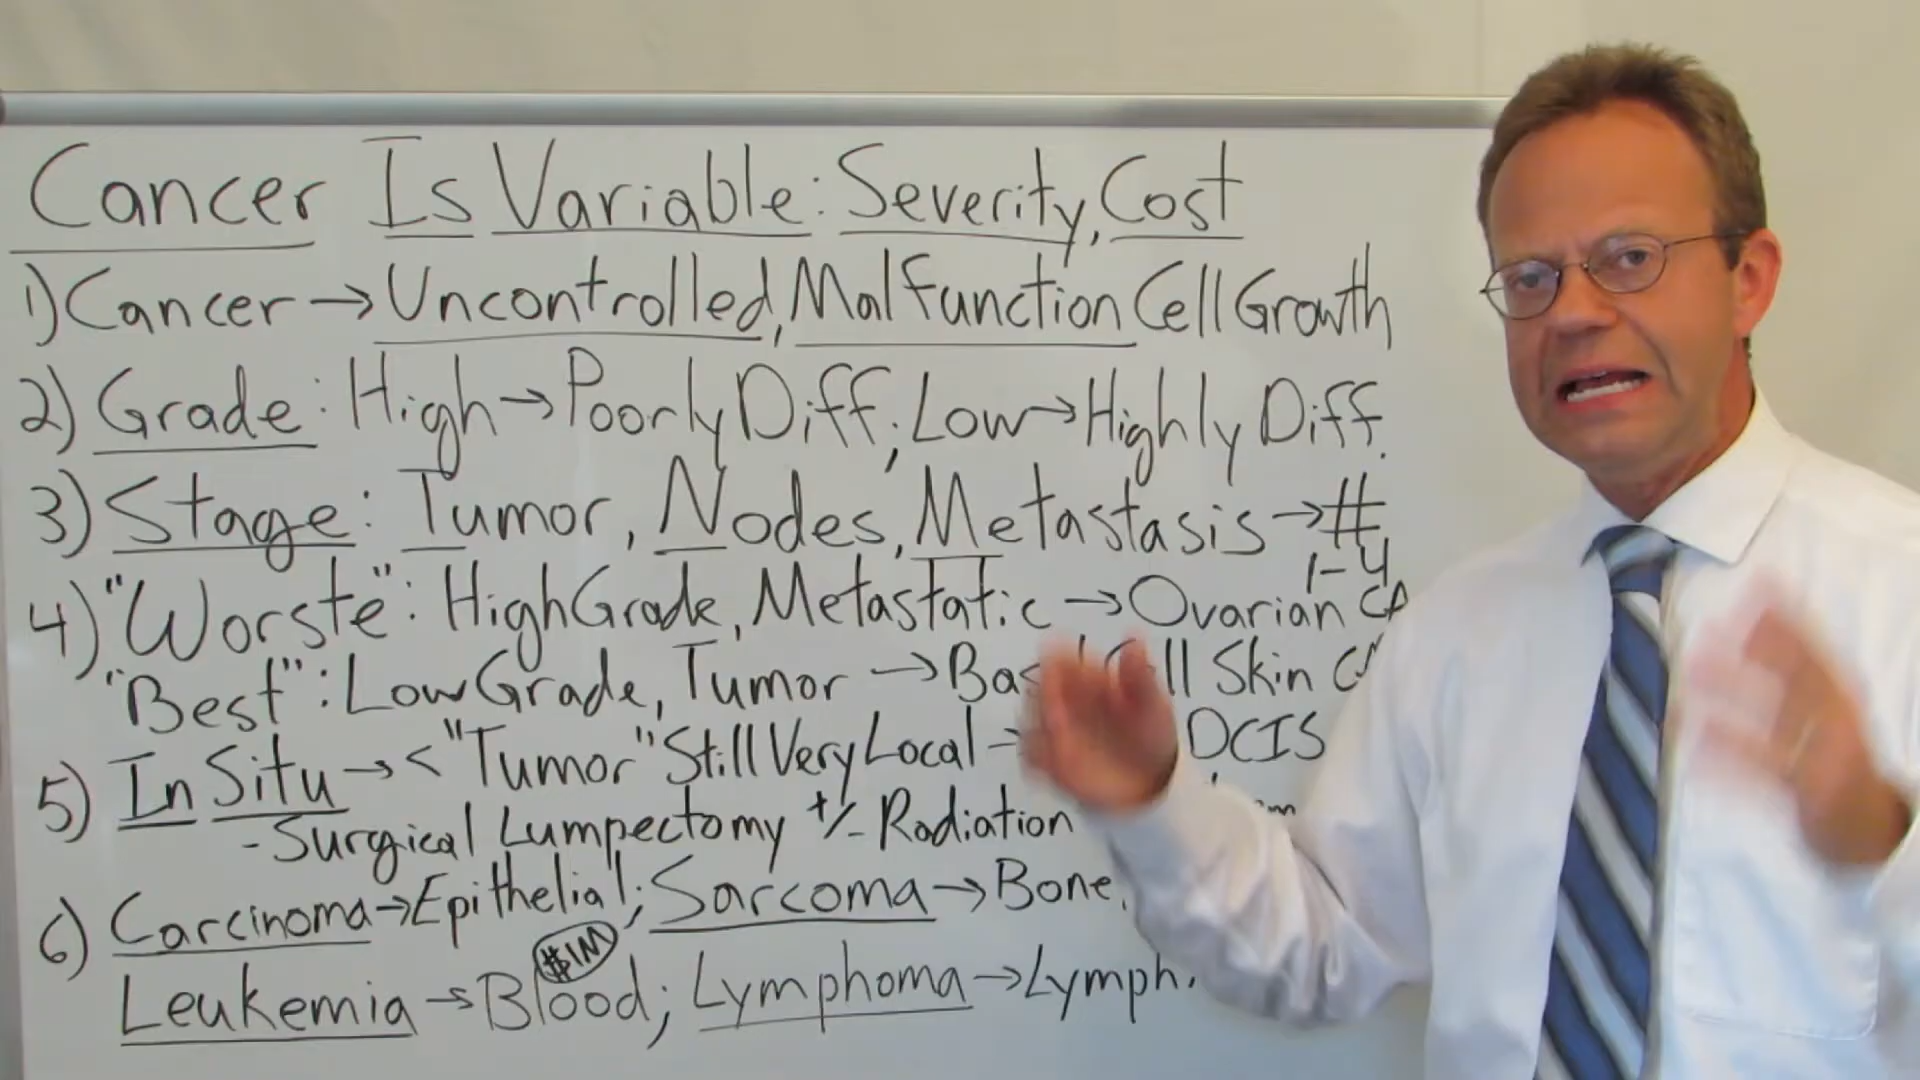 Cancer Is Variable: Severity, Cost
1) Cancer → Uncontrolled, Malfunction Cell Growth
2) Grade: High → Poorly Diff; Low → Highly Diff.
3) Stage: Tumor, Nodes, Metastasis → #
1-4
4) "Worste": High Grade, Metastatic → Ovarian CA
"Best": Low Grade, Tumor → Skin
5) In Situ → < "Tumor" Still Very Local → DCIS
- Surgical Lumpectomy +/- Radiation
6) Carcinoma → Epithelial; Sarcoma → Bone,
$1M
Leukemia → Blood; Lymphoma → Lymph.